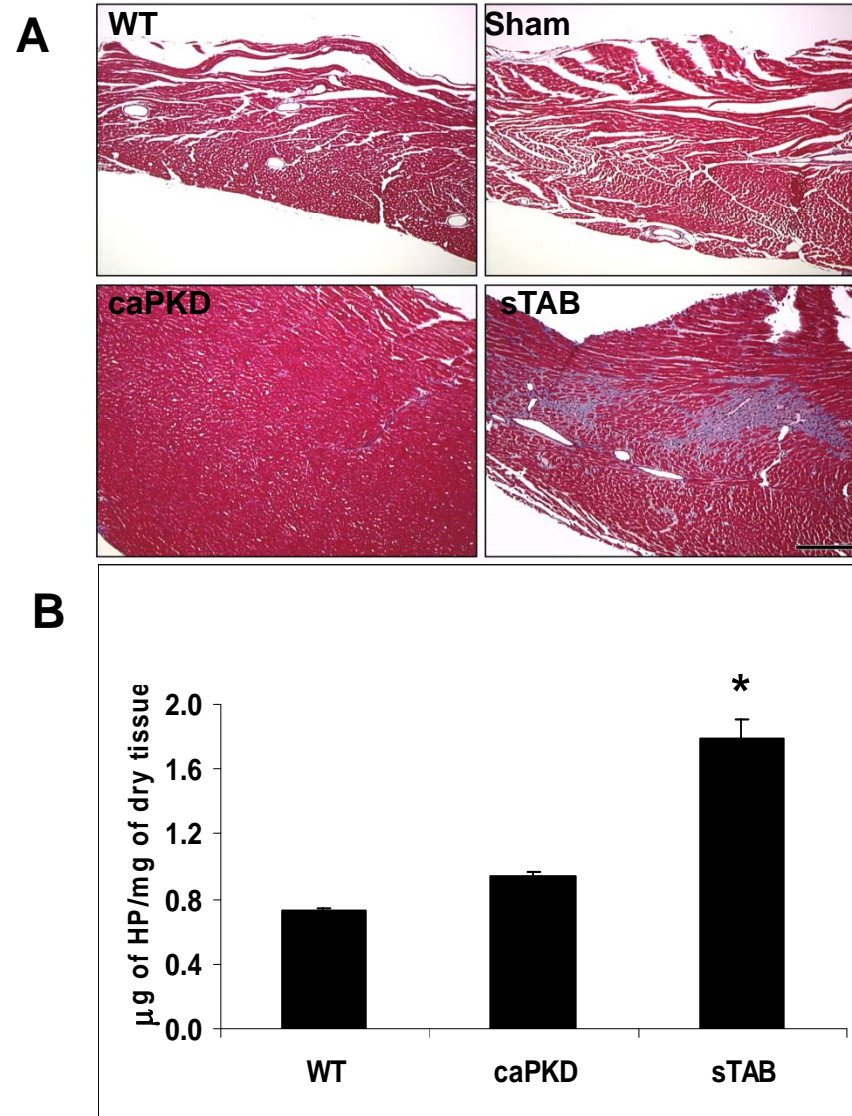 A
WT
Sham
caPKD
sTAB
B
µg of HP/mg of dry tissue
2.0
*
1.6
1.2
0.8
0.4
0.0
WT caPKD sTAB